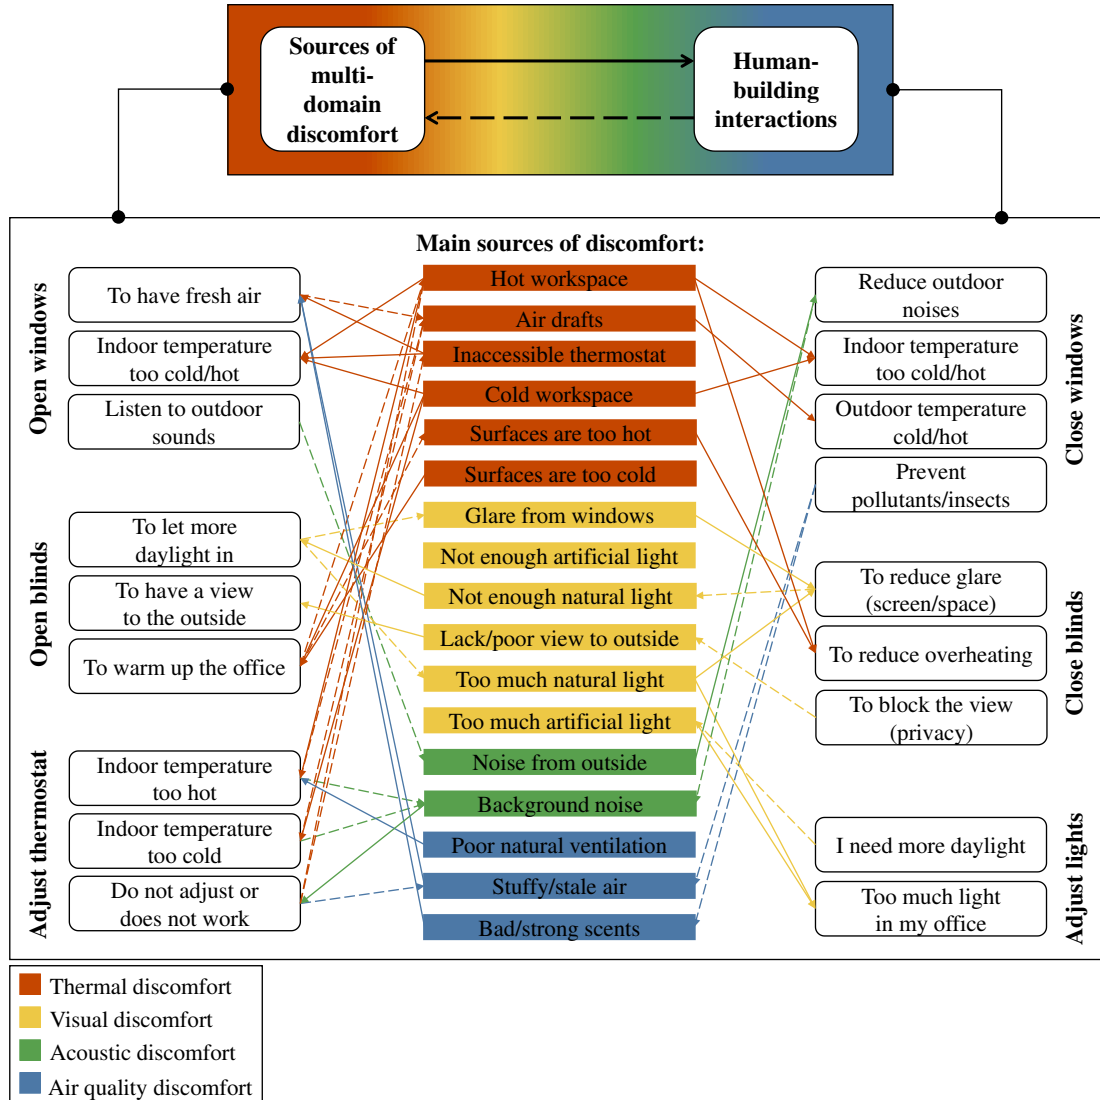 Sources of
multi-
domain
discomfort
Human-
building
interactions
Main sources of discomfort:
Open windows
To have fresh air
Indoor temperature
too cold/hot
Listen to outdoor
sounds
Open blinds
To let more
daylight in
To have a view
to the outside
To warm up the office
Adjust thermostat
Indoor temperature
too hot
Indoor temperature
too cold
Do not adjust or
does not work
Hot workspace
Air drafts
Inaccessible thermostat
Cold workspace
Surfaces are too hot
Surfaces are too cold
Glare from windows
Not enough artificial light
Not enough natural light
Lack/poor view to outside
Too much natural light
Too much artificial light
Noise from outside
Background noise
Poor natural ventilation
Stuffy/stale air
Bad/strong scents
Reduce outdoor
noises
Indoor temperature
too cold/hot
Outdoor temperature
cold/hot
Prevent
pollutants/insects
Close windows
To reduce glare
(screen/space)
To reduce overheating
To block the view
(privacy)
Close blinds
I need more daylight
Too much light
in my office
Adjust lights
Thermal discomfort
Visual discomfort
Acoustic discomfort
Air quality discomfort